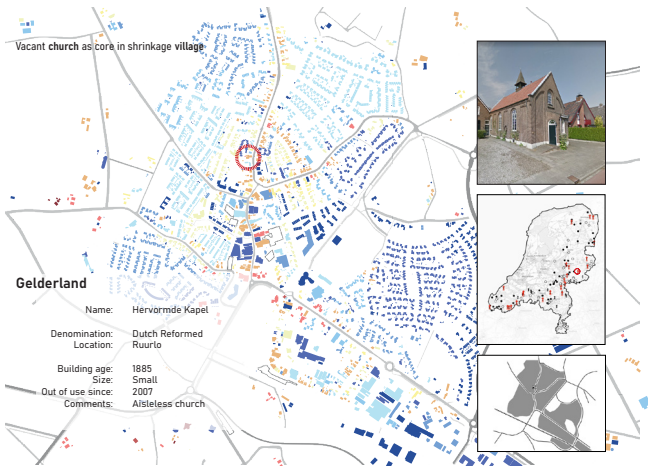 Vacant church as core in shrinkage village
Gelderland
Name: Hervormde Kapel
Denomination: Dutch Reformed
Location: Ruurlo
Building age: 1885
Size: Small
Out of use since: 2007
Comments: Aisleless church